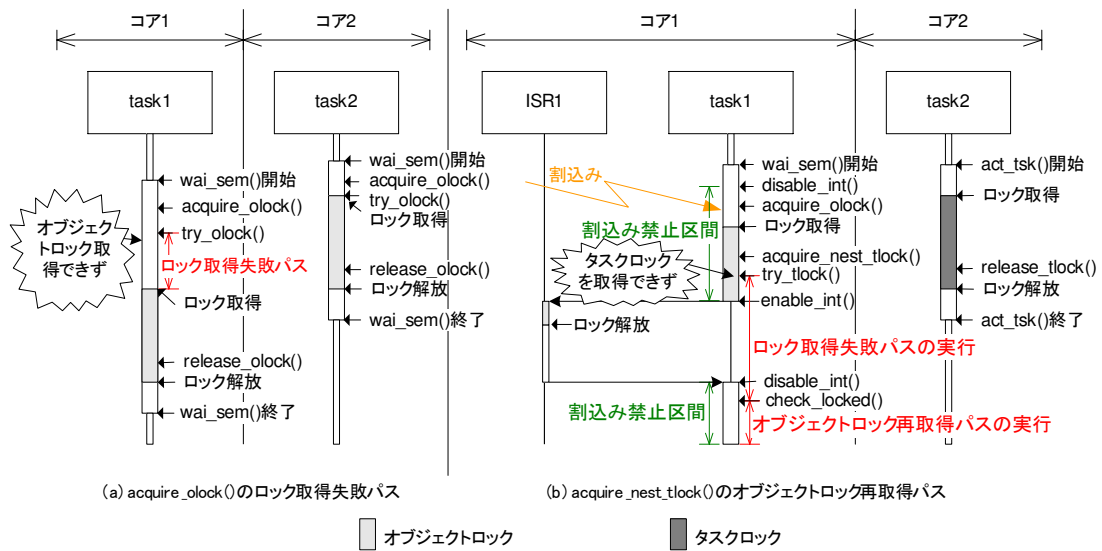 コア1
コア2
コア1
コア2
task1
task2
ISR1
task1
task2
wai_sem()開始
acquire_olock()
try_olock()
オブジェク
トロック取
得できず
ロック取得失敗パス
ロック取得
release_olock()
ロック解放
wai_sem()終了
wai_sem()開始
acquire_olock()
try_olock()
ロック取得
release_olock()
ロック解放
wai_sem()終了
割込み
割込み禁止区間
タスクロック
を取得できず
ロック解放
割込み禁止区間
wai_sem()開始
disable_int()
acquire_olock()
ロック取得
acquire_nest_tlock()
try_tlock()
enable_int()
ロック取得失敗パスの実行
disable_int()
check_locked()
オブジェクトロック再取得パスの実行
act_tsk()開始
ロック取得
release_tlock()
ロック解放
act_tsk()終了
(a) acquire_olock()のロック取得失敗パス
(b) acquire_nest_tlock()のオブジェクトロック再取得パス
オブジェクトロック
タスクロック